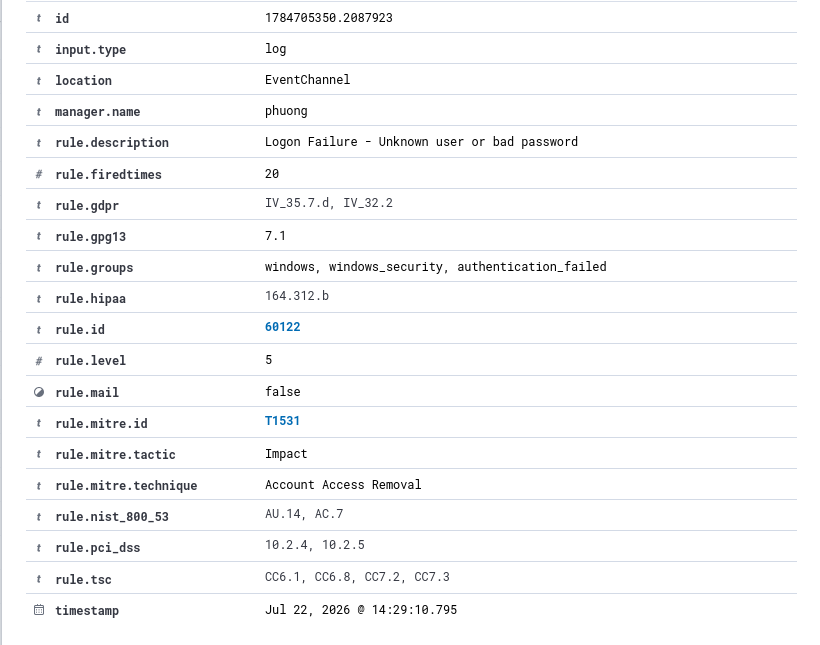 t id 1784705350.2087923
t input.type log
t location EventChannel
t manager.name phuong
t rule.description Logon Failure - Unknown user or bad password
# rule.firedtimes 20
t rule.gdpr IV_35.7.d, IV_32.2
t rule.gpg13 7.1
t rule.groups windows, windows_security, authentication_failed
t rule.hipaa 164.312.b
t rule.id 60122
# rule.level 5
rule.mail false
t rule.mitre.id T1531
t rule.mitre.tactic Impact
t rule.mitre.technique Account Access Removal
t rule.nist_800_53 AU.14, AC.7
t rule.pci_dss 10.2.4, 10.2.5
t rule.tsc CC6.1, CC6.8, CC7.2, CC7.3
timestamp Jul 22, 2026 @ 14:29:10.795